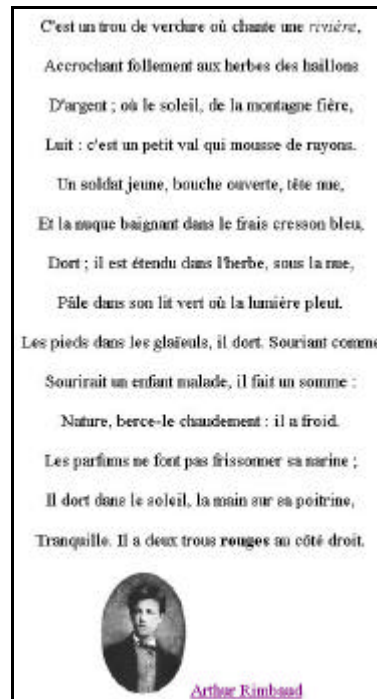 C'est un trou de verdure où chante une rivière,
Accrochant follement aux herbes des haillons
D'argent ; où le soleil, de la montagne fière,
Luit : c'est un petit val qui mousse de rayons.
Un soldat jeune, bouche ouverte, tête nue,
Et la nuque baignant dans le frais cresson bleu,
Dort ; il est étendu dans l'herbe, sous la nue,
Pâle dans son lit vert où la lumière pleut.
Les pieds dans les glaïeuls, il dort. Souriant comme
Sourirait un enfant malade, il fait un somme :
Nature, berce-le chaudement : il a froid.
Les parfums ne font pas frissonner sa narine ;
Il dort dans le soleil, la main sur sa poitrine,
Tranquille. Il a deux trous rouges au côté droit.
Arthur Rimbaud